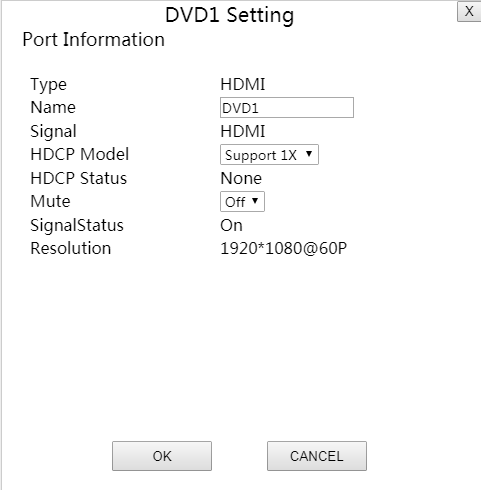 DVD1 Setting
X
Port Information
Type HDMI
Name DVD1
Signal HDMI
HDCP Model Support 1X
HDCP Status None
Mute Off
SignalStatus On
Resolution 1920*1080@60P
OK CANCEL